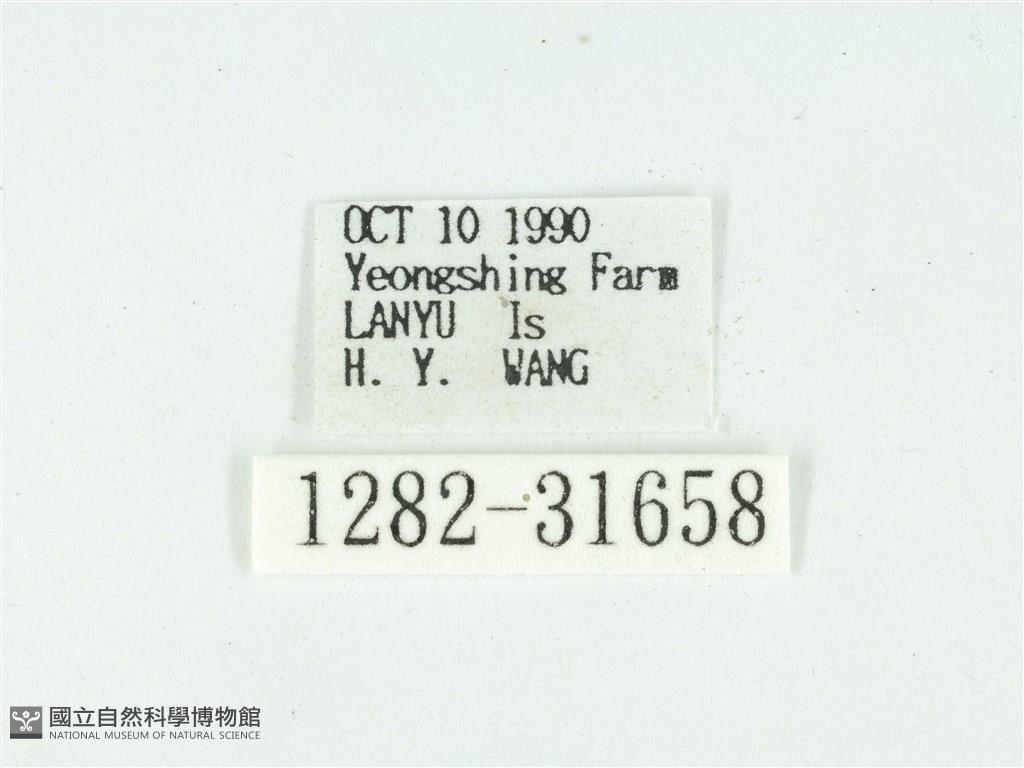 OCT 10 1990
Yeongshing Farm
LANYU Is
H. Y. WANG
1282-31658
國立自然科學博物館
NATIONAL MUSEUM OF NATURAL SCIENCE